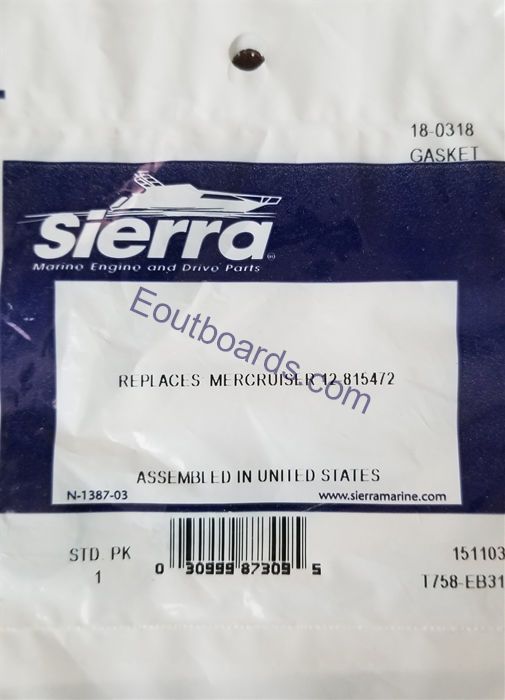 18-0318
GASKET
sierra
Marine Engine and Drive Parts
Eoutboards.com
REPLACES MERCRUISER 12 815472
ASSEMBLED IN UNITED STATES
N-1387-03 www.sierramarine.com
STD. PK 151103
1 0 30999 87309 5 T758-EB31